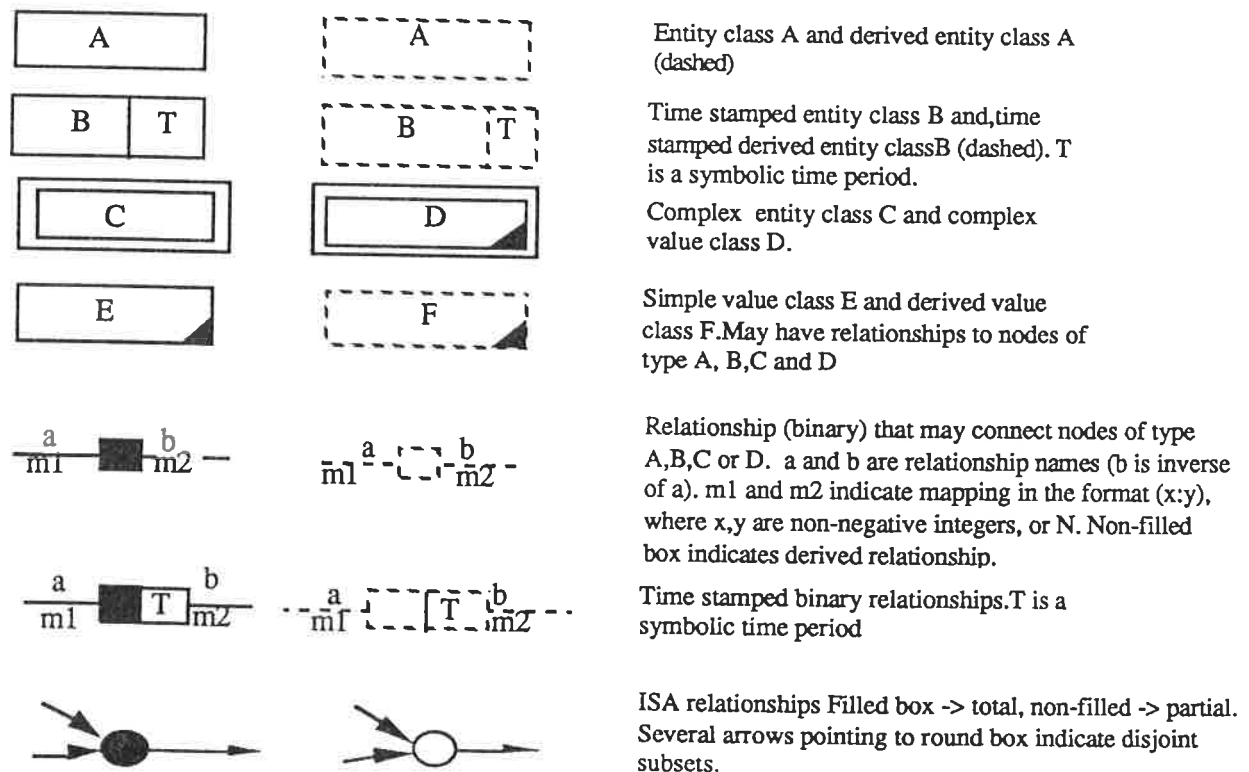 A
A
Entity class A and derived entity class A
(dashed)
B T
B T
Time stamped entity class B and,time
stamped derived entity classB (dashed). T
is a symbolic time period.
C
D
Complex entity class C and complex
value class D.
E
F
Simple value class E and derived value
class F.May have relationships to nodes of
type A, B,C and D
a b
m1 m2
a b
m1 m2
Relationship (binary) that may connect nodes of type
A,B,C or D. a and b are relationship names (b is inverse
of a). m1 and m2 indicate mapping in the format (x:y),
where x,y are non-negative integers, or N. Non-filled
box indicates derived relationship.
a b
m1 T m2
a b
m1 T m2
Time stamped binary relationships.T is a
symbolic time period
ISA relationships Filled box -> total, non-filled -> partial.
Several arrows pointing to round box indicate disjoint
subsets.